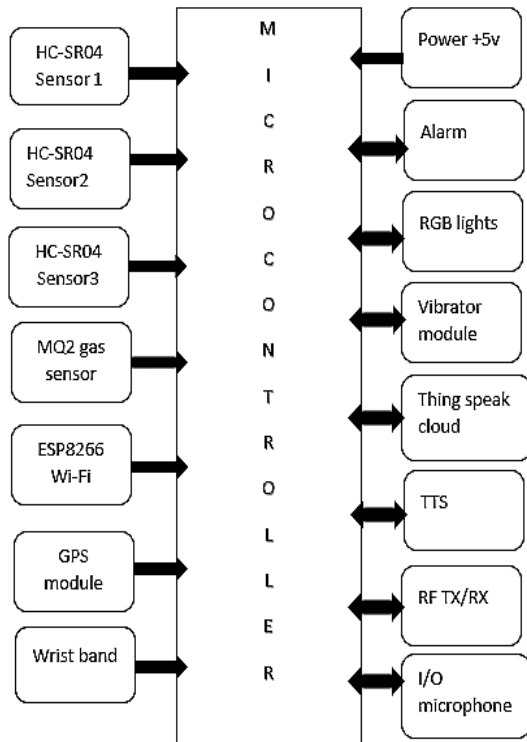 HC-SR04
Sensor 1
HC-SR04
Sensor2
HC-SR04
Sensor3
MQ2 gas
sensor
ESP8266
Wi-Fi
GPS
module
Wrist band
M
I
C
R
O
C
O
N
T
R
O
L
L
E
R
Power +5v
Alarm
RGB lights
Vibrator
module
Thing speak
cloud
TTS
RF TX/RX
I/O
microphone